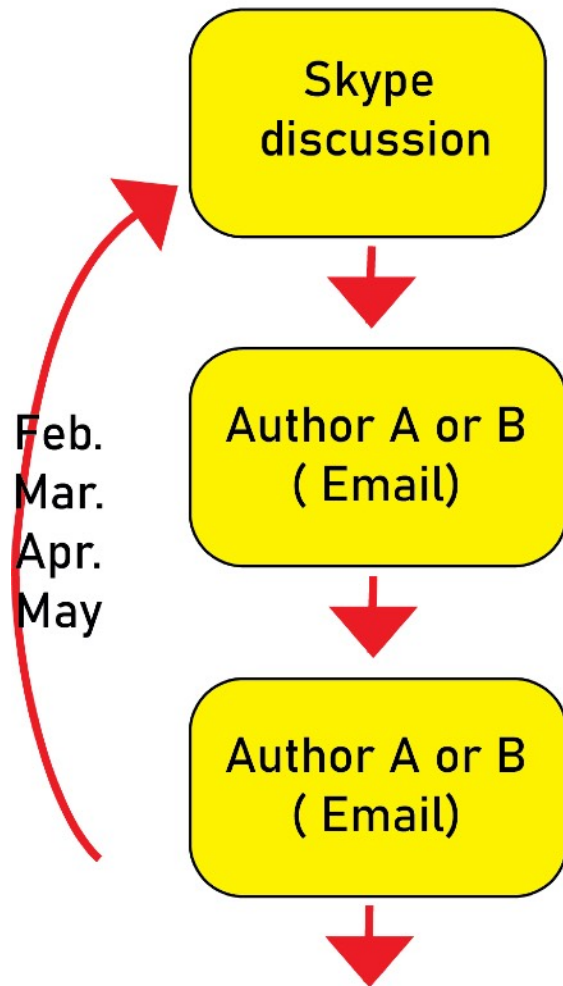 Skype
discussion
Author A or B
( Email)
Feb.
Mar.
Apr.
May
Author A or B
( Email)